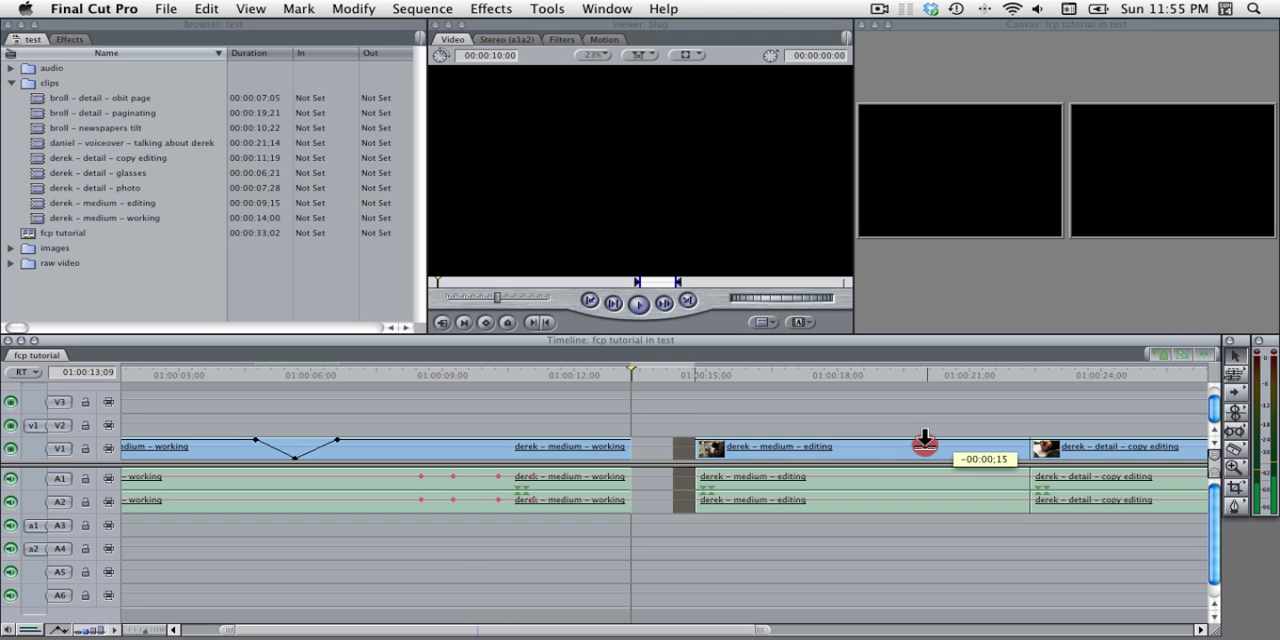 Final Cut Pro File Edit View Mark Modify Sequence Effects Tools Window Help Sun 11:55 PM
Browser: test Viewer: Slug Canvas: fcp tutorial in test
test Effects Video Stereo (a1a2) Filters Motion
Name Duration In Out
00:00:10:00 23% 00:00:00:00
audio
clips
broll – detail – obit page 00:00:07;05 Not Set Not Set
broll – detail – paginating 00:00:19;21 Not Set Not Set
broll – newspapers tilt 00:00:10;22 Not Set Not Set
daniel – voiceover – talking about derek 00:00:21;14 Not Set Not Set
derek – detail – copy editing 00:00:11;19 Not Set Not Set
derek – detail – glasses 00:00:06;21 Not Set Not Set
derek – detail – photo 00:00:07;28 Not Set Not Set
derek – medium – editing 00:00:09;15 Not Set Not Set
derek – medium – working 00:00:14;00 Not Set Not Set
fcp tutorial 00:00:33;02 Not Set Not Set
images
raw video
Timeline: fcp tutorial in test
fcp tutorial
RT 01:00:13;09 01:00:03;00 01:00:06;00 01:00:09;00 01:00:12;00 01:00:15;00 01:00:18;00 01:00:21;00 01:00:24;00
V3
v1 V2
V1 dium – working derek – medium – working derek – medium – editing derek – detail – copy editing
-00:00;15
A1 – working derek – medium – working derek – medium – editing derek – detail – copy editing
A2 – working derek – medium – working derek – medium – editing derek – detail – copy editing
a1 A3
a2 A4
A5
A6